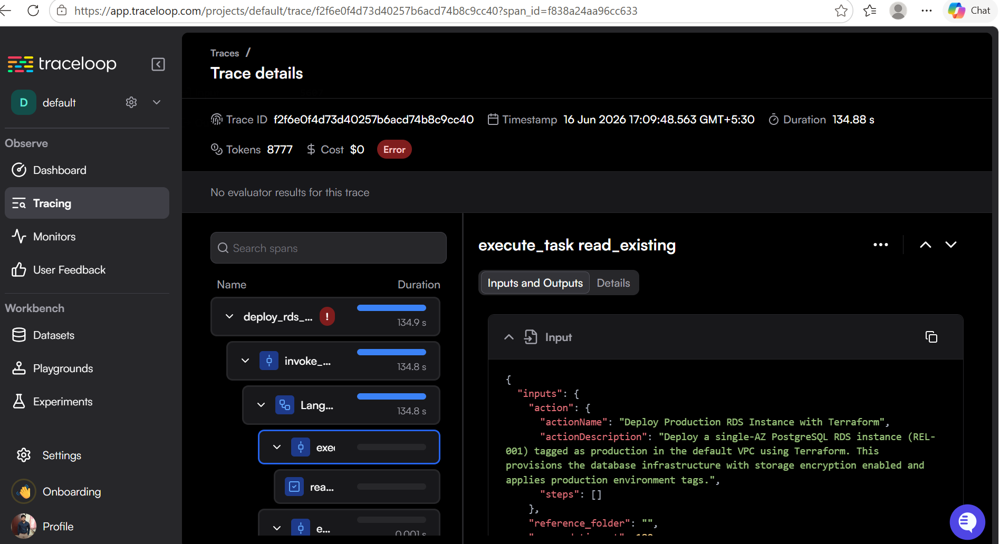 https://app.traceloop.com/projects/default/trace/f2f6e0f4d73d40257b6acd74b8c9cc40?span_id=f838a24aa96cc633
Chat
traceloop
D default
Observe
Dashboard
Tracing
Monitors
User Feedback
Workbench
Datasets
Playgrounds
Experiments
Settings
Onboarding
Profile
Traces /
Trace details
Trace ID f2f6e0f4d73d40257b6acd74b8c9cc40 Timestamp 16 Jun 2026 17:09:48.563 GMT+5:30 Duration 134.88 s
Tokens 8777 $ Cost $0 Error
No evaluator results for this trace
Search spans
Name Duration
deploy_rds_... ! 134.9 s
invoke_... 134.8 s
Lang... 134.8 s
exec
rea...
e... 0.001 s
execute_task read_existing
Inputs and Outputs Details
Input
{
"inputs": {
"action": {
"actionName": "Deploy Production RDS Instance with Terraform",
"actionDescription": "Deploy a single-AZ PostgreSQL RDS instance (REL-
001) tagged as production in the default VPC using Terraform. This
provisions the database infrastructure with storage encryption enabled and
applies production environment tags.",
"steps": []
},
"reference_folder": "",